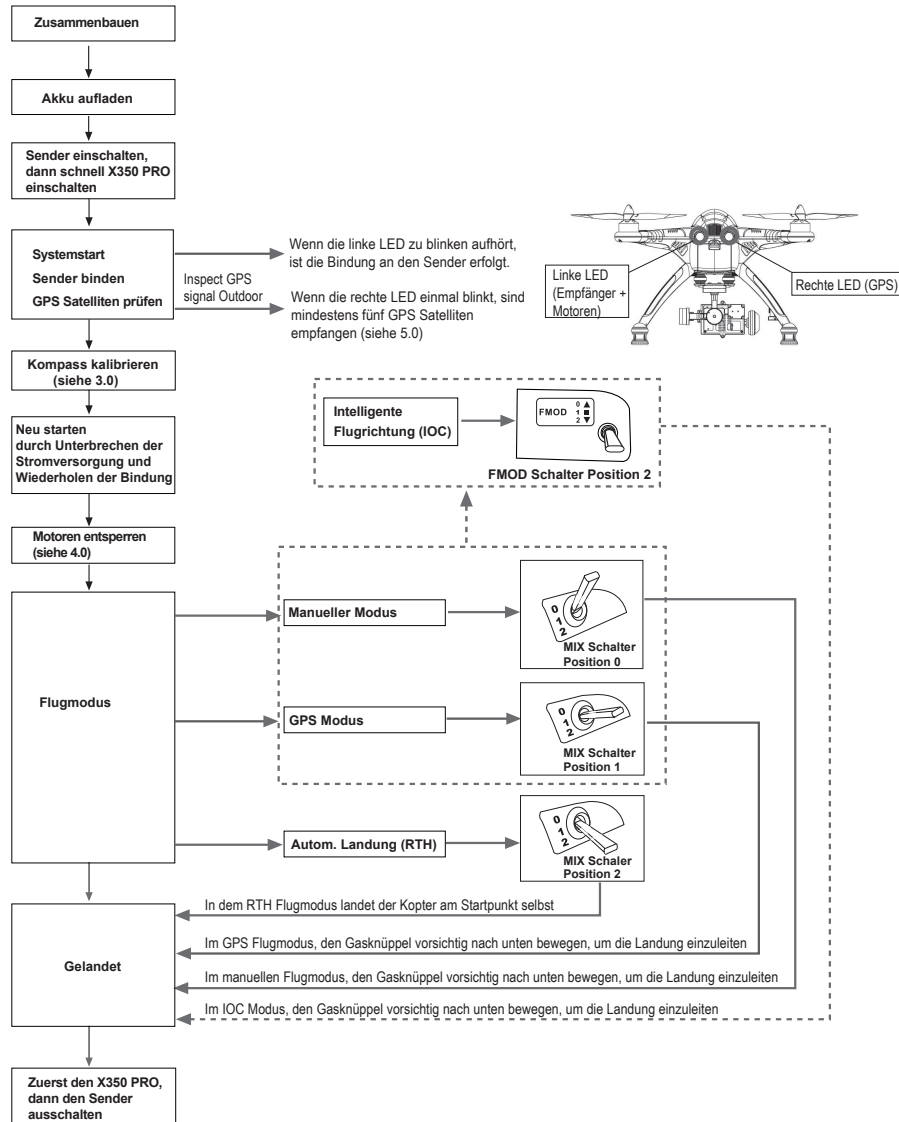 Zusammenbauen
Akku aufladen
Sender einschalten,
dann schnell X350 PRO
einschalten
Systemstart
Sender binden
GPS Satelliten prüfen
Inspect GPS
signal Outdoor
Wenn die linke LED zu blinken aufhört,
ist die Bindung an den Sender erfolgt.
Wenn die rechte LED einmal blinkt, sind
mindestens fünf GPS Satelliten
empfangen (siehe 5.0)
Linke LED
(Empfänger +
Motoren)
Rechte LED (GPS)
Kompass kalibrieren
(siehe 3.0)
Neu starten
durch Unterbrechen der
Stromversorgung und
Wiederholen der Bindung
Intelligente
Flugrichtung (IOC)
FMOD
0 ▲
1 ■
2 ▼
FMOD Schalter Position 2
Motoren entsperren
(siehe 4.0)
Flugmodus
Manueller Modus
0
1
2
MIX Schalter
Position 0
GPS Modus
0
1
2
MIX Schalter
Position 1
Autom. Landung (RTH)
0
1
2
MIX Schaler
Position 2
Gelandet
In dem RTH Flugmodus landet der Kopter am Startpunkt selbst
Im GPS Flugmodus, den Gasknüppel vorsichtig nach unten bewegen, um die Landung einzuleiten
Im manuellen Flugmodus, den Gasknüppel vorsichtig nach unten bewegen, um die Landung einzuleiten
Im IOC Modus, den Gasknüppel vorsichtig nach unten bewegen, um die Landung einzuleiten
Zuerst den X350 PRO,
dann den Sender
ausschalten